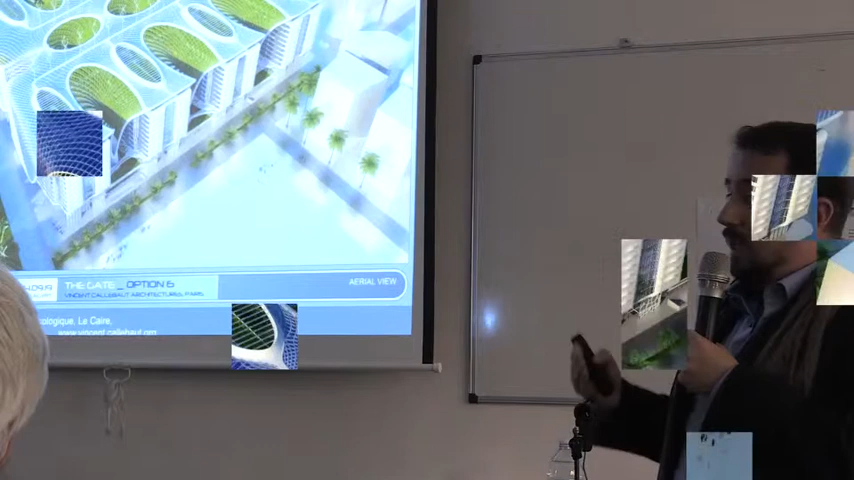 THE GATE _ OPTION 6
VINCENT CALLEBAUT ARCHITECTURES, PARIS
AERIAL VIEW
ologique, Le Caire,
www.vincent.callebaut.org